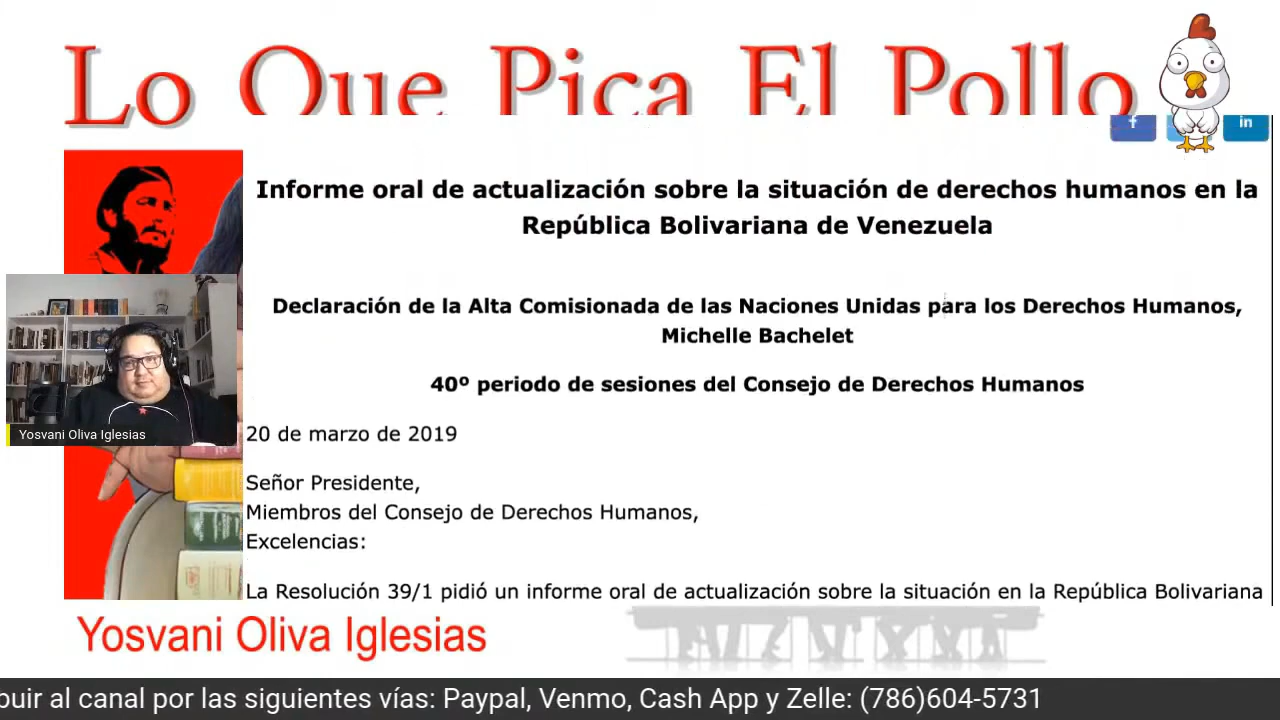 Lo Que Pica El Pollo
f
in
Informe oral de actualización sobre la situación de derechos humanos en la
República Bolivariana de Venezuela
Declaración de la Alta Comisionada de las Naciones Unidas para los Derechos Humanos,
Michelle Bachelet
40º periodo de sesiones del Consejo de Derechos Humanos
20 de marzo de 2019
Yosvani Oliva Iglesias
Señor Presidente,
Miembros del Consejo de Derechos Humanos,
Excelencias:
La Resolución 39/1 pidió un informe oral de actualización sobre la situación en la República Bolivariana
Yosvani Oliva Iglesias
buir al canal por las siguientes vías: Paypal, Venmo, Cash App y Zelle: (786)604-5731